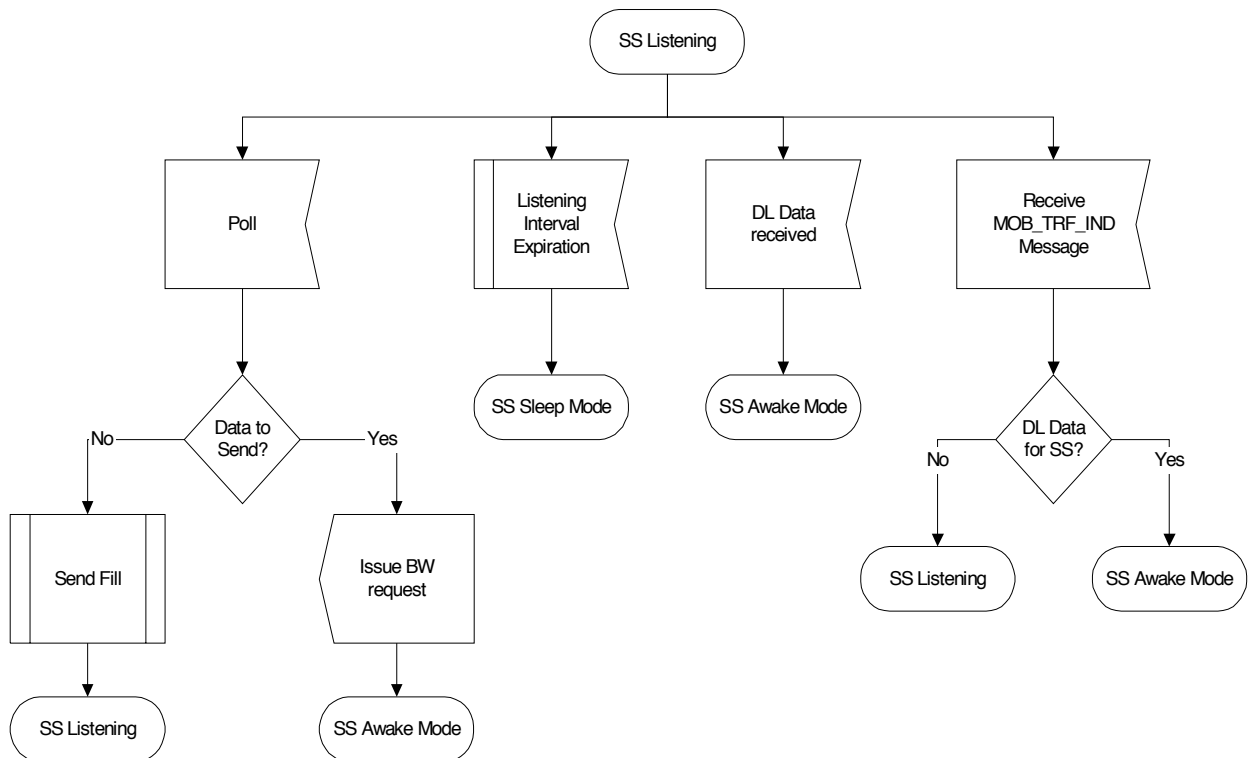 SS Listening
Poll
Listening
Interval
Expiration
DL Data
received
Receive
MOB_TRF_IND
Message
SS Sleep Mode
SS Awake Mode
No
Data to
Send?
Yes
DL Data
for SS?
No
Yes
Send Fill
Issue BW
request
SS Listening
SS Awake Mode
SS Listening
SS Awake Mode